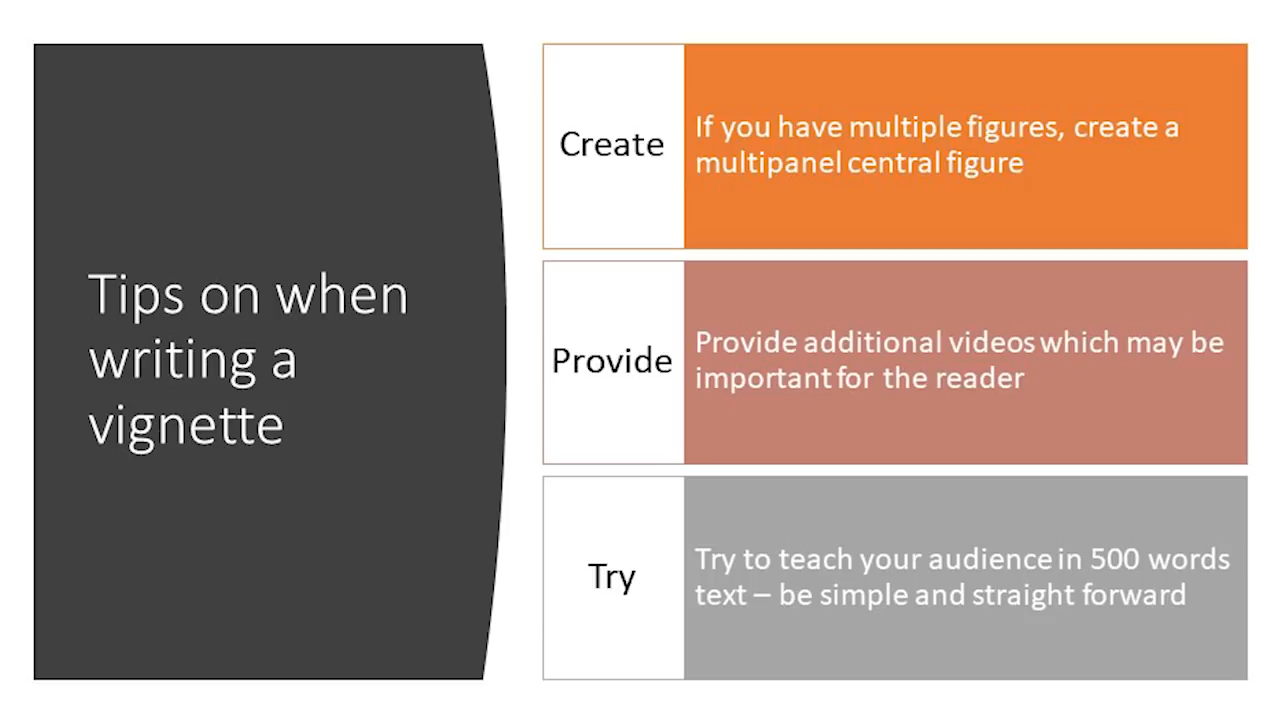 Tips on when
writing a
vignette
Create
If you have multiple figures, create a
multipanel central figure
Provide
Provide additional videos which may be
important for the reader
Try
Try to teach your audience in 500 words
text – be simple and straight forward